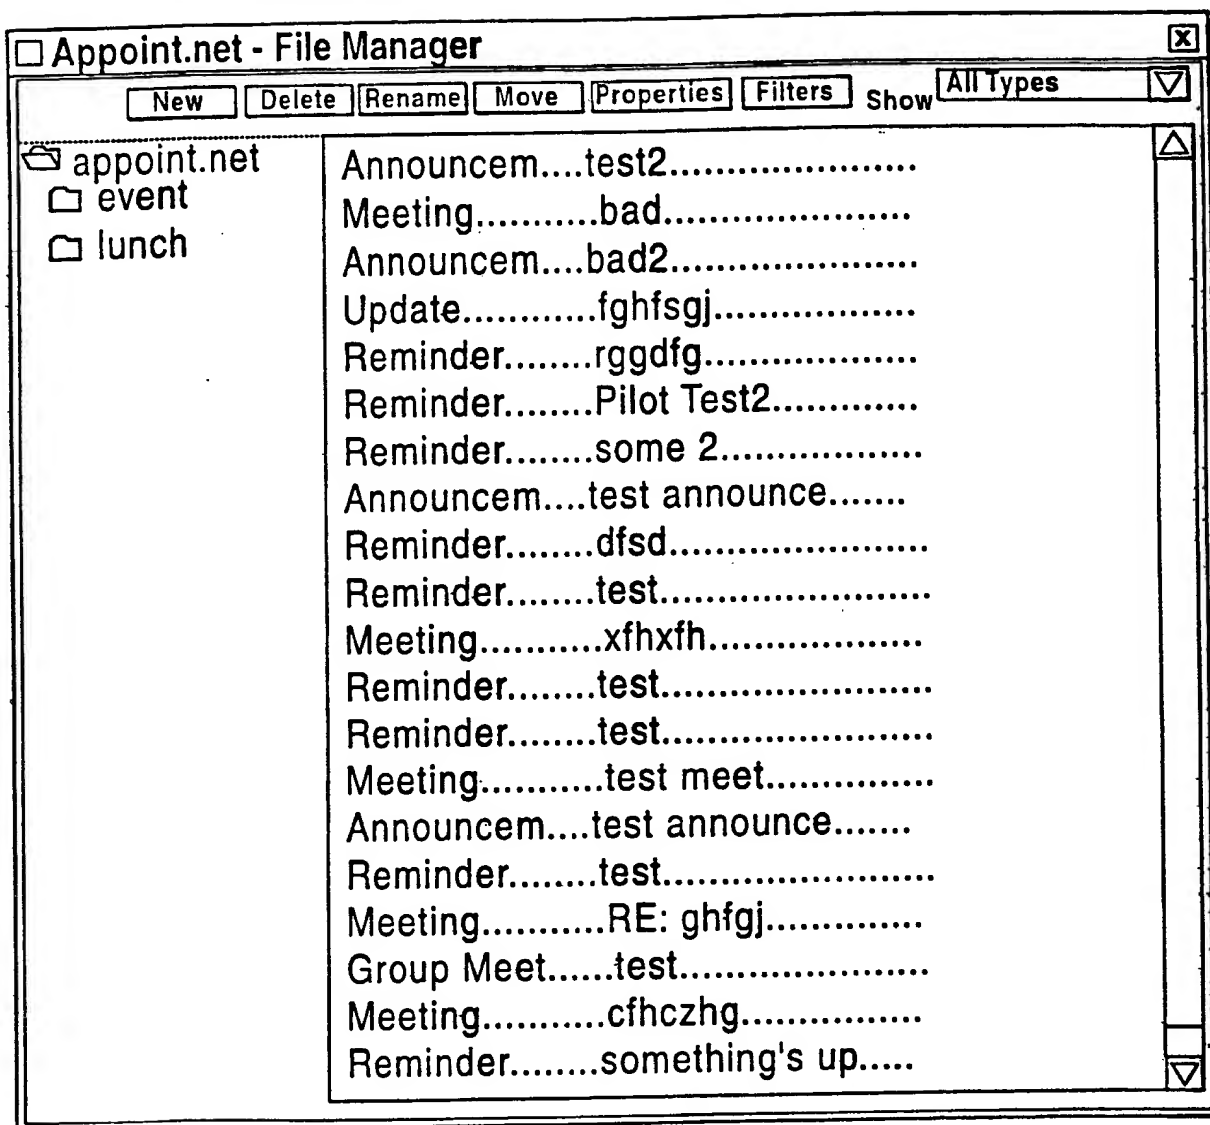 Appoint.net - File Manager
New Delete Rename Move Properties Filters Show All Types
appoint.net
event
lunch
Announcem....test2......................
Meeting...........bad......................
Announcem....bad2......................
Update............fghfsgj..................
Reminder........rggdfg...................
Reminder........Pilot Test2.............
Reminder........some 2..................
Announcem....test announce.......
Reminder........dfsd.......................
Reminder........test........................
Meeting...........xfhxfh...................
Reminder........test........................
Reminder........test........................
Meeting...........test meet...............
Announcem....test announce.......
Reminder........test........................
Meeting...........RE: ghfgj..............
Group Meet......test......................
Meeting...........cfhczhg................
Reminder........something's up.....